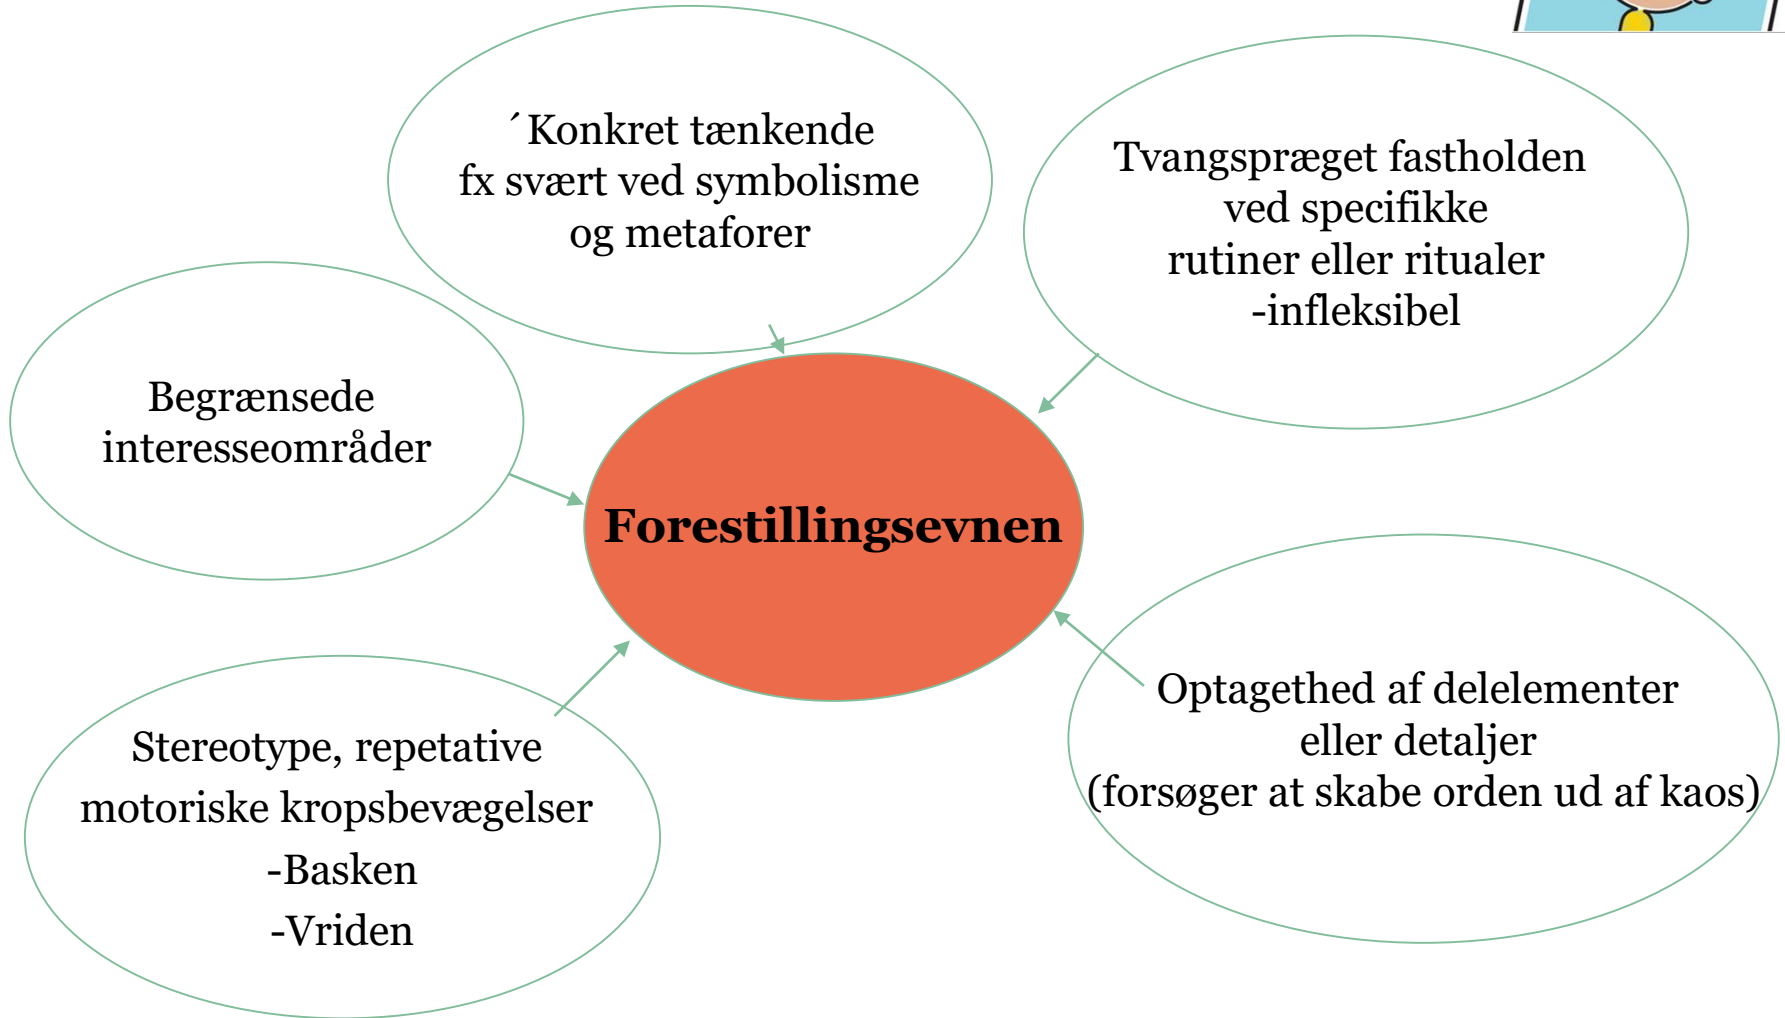 ´Konkret tænkende
fx svært ved symbolisme
og metaforer
Tvangspræget fastholden
ved specifikke
rutiner eller ritualer
-infleksibel
Begrænsede
interesseområder
Forestillingsevnen
Stereotype, repetative
motoriske kropsbevægelser
-Basken
-Vriden
Optagethed af delelementer
eller detaljer
(forsøger at skabe orden ud af kaos)